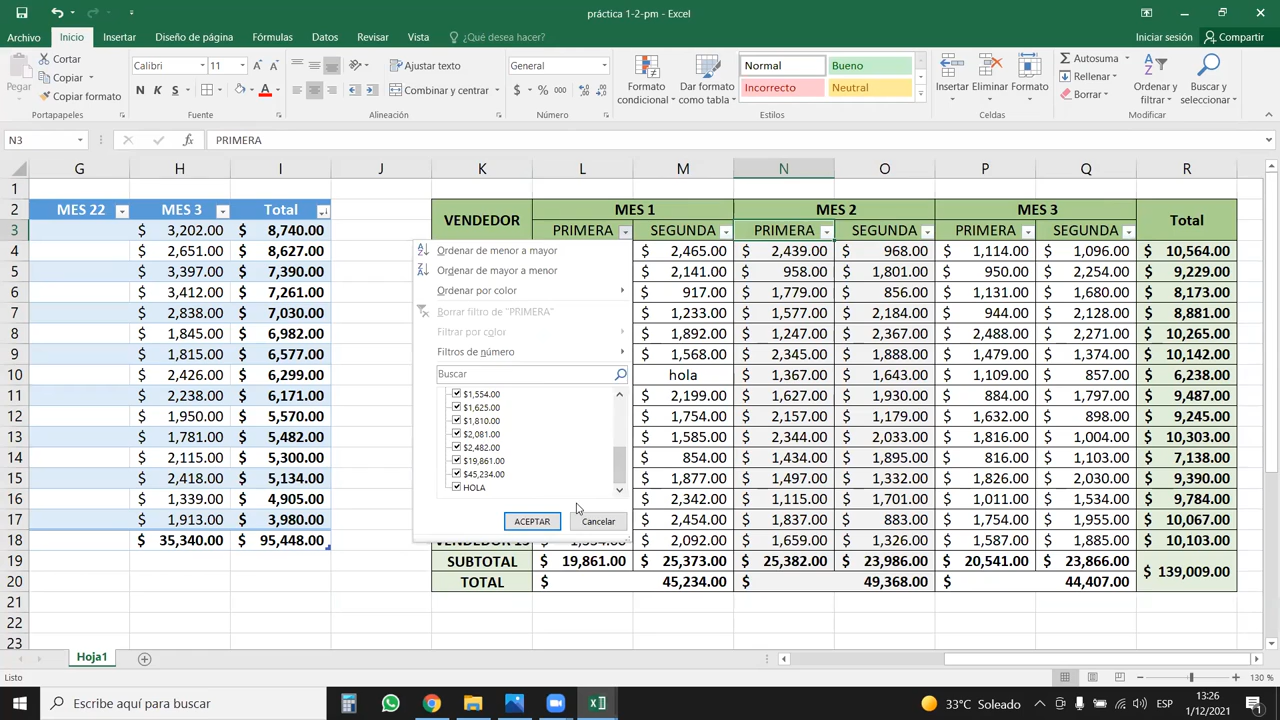 práctica 1-2-pm - Excel
Archivo Inicio Insertar Diseño de página Fórmulas Datos Revisar Vista ¿Qué desea hacer? Iniciar sesión Compartir
Pegar Cortar Copiar Copiar formato
Portapapeles
Calibri 11
N K S
Fuente
Ajustar texto
Combinar y centrar
Alineación
General
$ % 000
Número
Formato condicional
Dar formato como tabla
Normal Bueno
Incorrecto Neutral
Estilos
Insertar Eliminar Formato
Celdas
Autosuma
Rellenar
Borrar
Ordenar y filtrar
Buscar y seleccionar
Modificar
N3 fx PRIMERA
G H I J K L M N O P Q R
1
2 MES 22 MES 3 Total VENDEDOR MES 1 MES 2 MES 3 Total
3 $ 3,202.00 $ 8,740.00 PRIMERA SEGUNDA PRIMERA SEGUNDA PRIMERA SEGUNDA
4 $ 2,651.00 $ 8,627.00 $ 2,465.00 $ 2,439.00 $ 968.00 $ 1,114.00 $ 1,096.00 $ 10,564.00
5 $ 3,397.00 $ 7,390.00 $ 2,141.00 $ 958.00 $ 1,801.00 $ 950.00 $ 2,254.00 $ 9,229.00
6 $ 3,412.00 $ 7,261.00 $ 917.00 $ 1,779.00 $ 856.00 $ 1,131.00 $ 1,680.00 $ 8,173.00
7 $ 2,838.00 $ 7,030.00 $ 1,233.00 $ 1,577.00 $ 2,184.00 $ 944.00 $ 2,128.00 $ 8,881.00
8 $ 1,845.00 $ 6,982.00 $ 1,892.00 $ 1,247.00 $ 2,367.00 $ 2,488.00 $ 2,271.00 $ 10,265.00
9 $ 1,815.00 $ 6,577.00 $ 1,568.00 $ 2,345.00 $ 1,888.00 $ 1,479.00 $ 1,374.00 $ 10,142.00
10 $ 2,426.00 $ 6,299.00 hola $ 1,367.00 $ 1,643.00 $ 1,109.00 $ 857.00 $ 6,238.00
11 $ 2,238.00 $ 6,171.00 $ 2,199.00 $ 1,627.00 $ 1,930.00 $ 884.00 $ 1,797.00 $ 9,487.00
12 $ 1,950.00 $ 5,570.00 $ 1,754.00 $ 2,157.00 $ 1,179.00 $ 1,632.00 $ 898.00 $ 9,245.00
13 $ 1,781.00 $ 5,482.00 $ 1,585.00 $ 2,344.00 $ 2,033.00 $ 1,816.00 $ 1,004.00 $ 10,303.00
14 $ 2,115.00 $ 5,300.00 $ 854.00 $ 1,434.00 $ 1,895.00 $ 816.00 $ 1,103.00 $ 7,138.00
15 $ 2,418.00 $ 5,134.00 $ 1,877.00 $ 1,497.00 $ 1,332.00 $ 826.00 $ 2,030.00 $ 9,390.00
16 $ 1,339.00 $ 4,905.00 $ 2,342.00 $ 1,115.00 $ 1,701.00 $ 1,011.00 $ 1,534.00 $ 9,784.00
17 $ 1,913.00 $ 3,980.00 $ 2,454.00 $ 1,837.00 $ 883.00 $ 1,754.00 $ 1,955.00 $ 10,067.00
18 $ 35,340.00 $ 95,448.00 $ 2,092.00 $ 1,659.00 $ 1,326.00 $ 1,587.00 $ 1,885.00 $ 10,103.00
19 SUBTOTAL $ 19,861.00 $ 25,373.00 $ 25,382.00 $ 23,986.00 $ 20,541.00 $ 23,866.00 $ 139,009.00
20 TOTAL $ 45,234.00 $ 49,368.00 $ 44,407.00
21
22
23
Ordenar de menor a mayor
Ordenar de mayor a menor
Ordenar por color
Borrar filtro de "PRIMERA"
Filtrar por color
Filtros de número
Buscar
$1,554.00
$1,625.00
$1,810.00
$2,081.00
$2,482.00
$19,861.00
$45,234.00
HOLA
ACEPTAR Cancelar
Hoja1
Listo 130 %
Escribe aquí para buscar 33°C Soleado ESP 13:26
1/12/2021